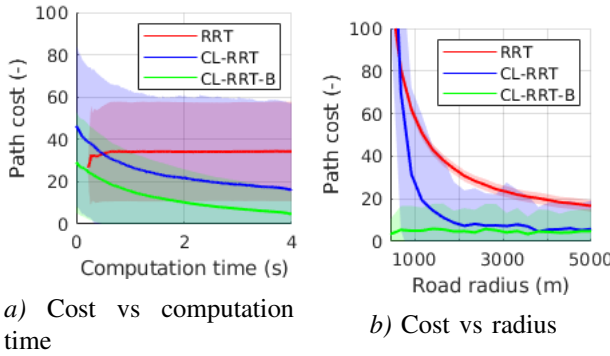 100
80
60
40
20
0
Path cost (-)
RRT
CL-RRT
CL-RRT-B
0 2 4
Computation time (s)
a) Cost vs computation
time
100
80
60
40
20
0
Path cost (-)
RRT
CL-RRT
CL-RRT-B
1000 3000 5000
Road radius (m)
b) Cost vs radius